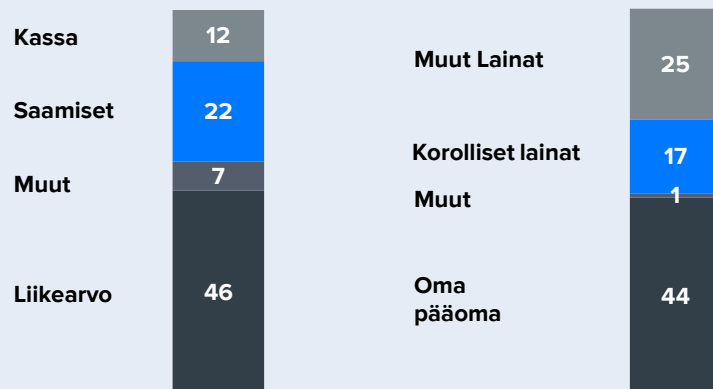 Kassa 12
Saamiset 22
Muut 7
Liikearvo 46
Muut Lainat 25
Korolliset lainat 17
Muut 1
Oma
pääoma 44